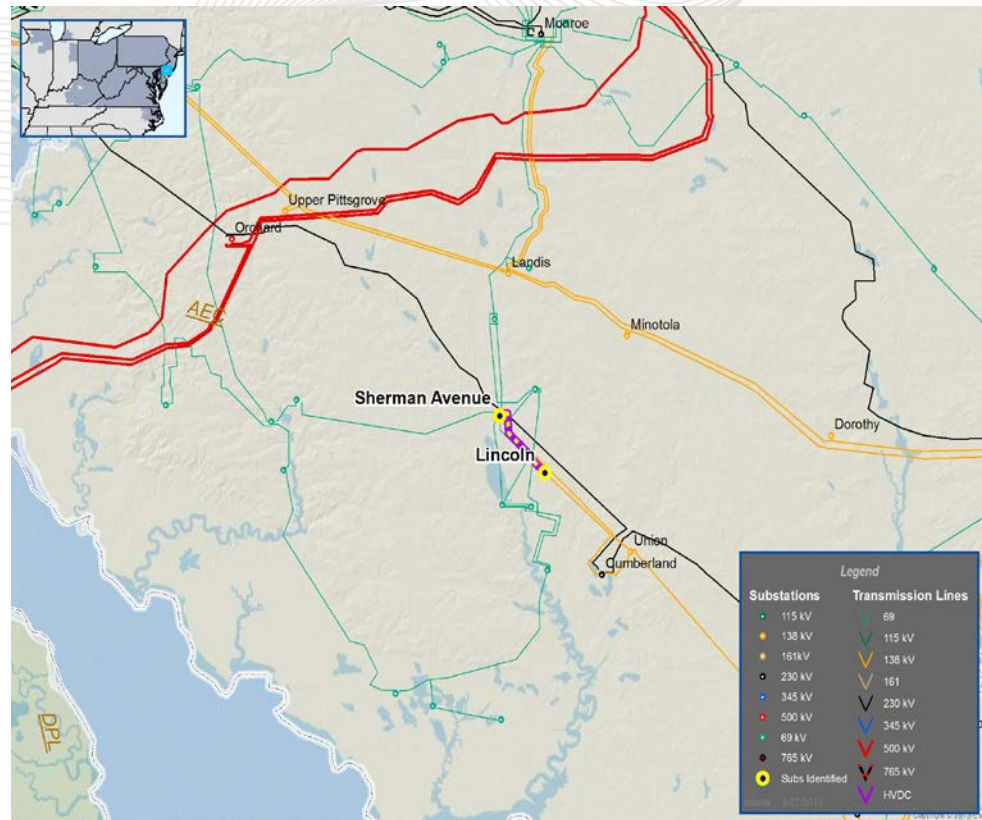 Monroe
Upper Pittsgrove
Orchard
Landis
AEC
Minotola
Sherman Avenue
Dorothy
Lincoln
Union
Cumberland
DPL
Legend
Substations
115 kV
138 kV
161kV
230 kV
345 kV
500 kV
69 kV
765 kV
Subs Identified
Transmission Lines
69
115 kV
138 kV
161
230 kV
345 kV
500 kV
765 kV
HVDC